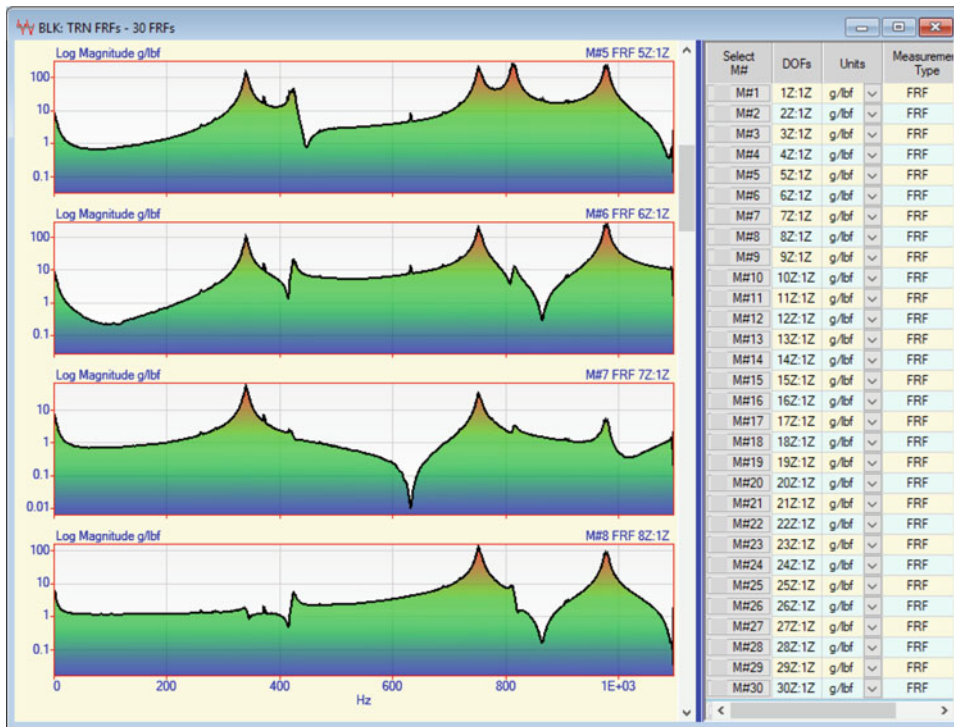 BLK: TRN FRFs - 30 FRFs
Log Magnitude g/lbf M#5 FRF 5Z:1Z
100
10
1
0.1
Log Magnitude g/lbf M#6 FRF 6Z:1Z
100
10
1
0.1
Log Magnitude g/lbf M#7 FRF 7Z:1Z
10
1
0.1
0.01
Log Magnitude g/lbf M#8 FRF 8Z:1Z
100
10
1
0.1
0 200 400 600 800 1E+03
Hz
Select M# DOFs Units Measuremen Type
M#1 1Z:1Z g/lbf FRF
M#2 2Z:1Z g/lbf FRF
M#3 3Z:1Z g/lbf FRF
M#4 4Z:1Z g/lbf FRF
M#5 5Z:1Z g/lbf FRF
M#6 6Z:1Z g/lbf FRF
M#7 7Z:1Z g/lbf FRF
M#8 8Z:1Z g/lbf FRF
M#9 9Z:1Z g/lbf FRF
M#10 10Z:1Z g/lbf FRF
M#11 11Z:1Z g/lbf FRF
M#12 12Z:1Z g/lbf FRF
M#13 13Z:1Z g/lbf FRF
M#14 14Z:1Z g/lbf FRF
M#15 15Z:1Z g/lbf FRF
M#16 16Z:1Z g/lbf FRF
M#17 17Z:1Z g/lbf FRF
M#18 18Z:1Z g/lbf FRF
M#19 19Z:1Z g/lbf FRF
M#20 20Z:1Z g/lbf FRF
M#21 21Z:1Z g/lbf FRF
M#22 22Z:1Z g/lbf FRF
M#23 23Z:1Z g/lbf FRF
M#24 24Z:1Z g/lbf FRF
M#25 25Z:1Z g/lbf FRF
M#26 26Z:1Z g/lbf FRF
M#27 27Z:1Z g/lbf FRF
M#28 28Z:1Z g/lbf FRF
M#29 29Z:1Z g/lbf FRF
M#30 30Z:1Z g/lbf FRF